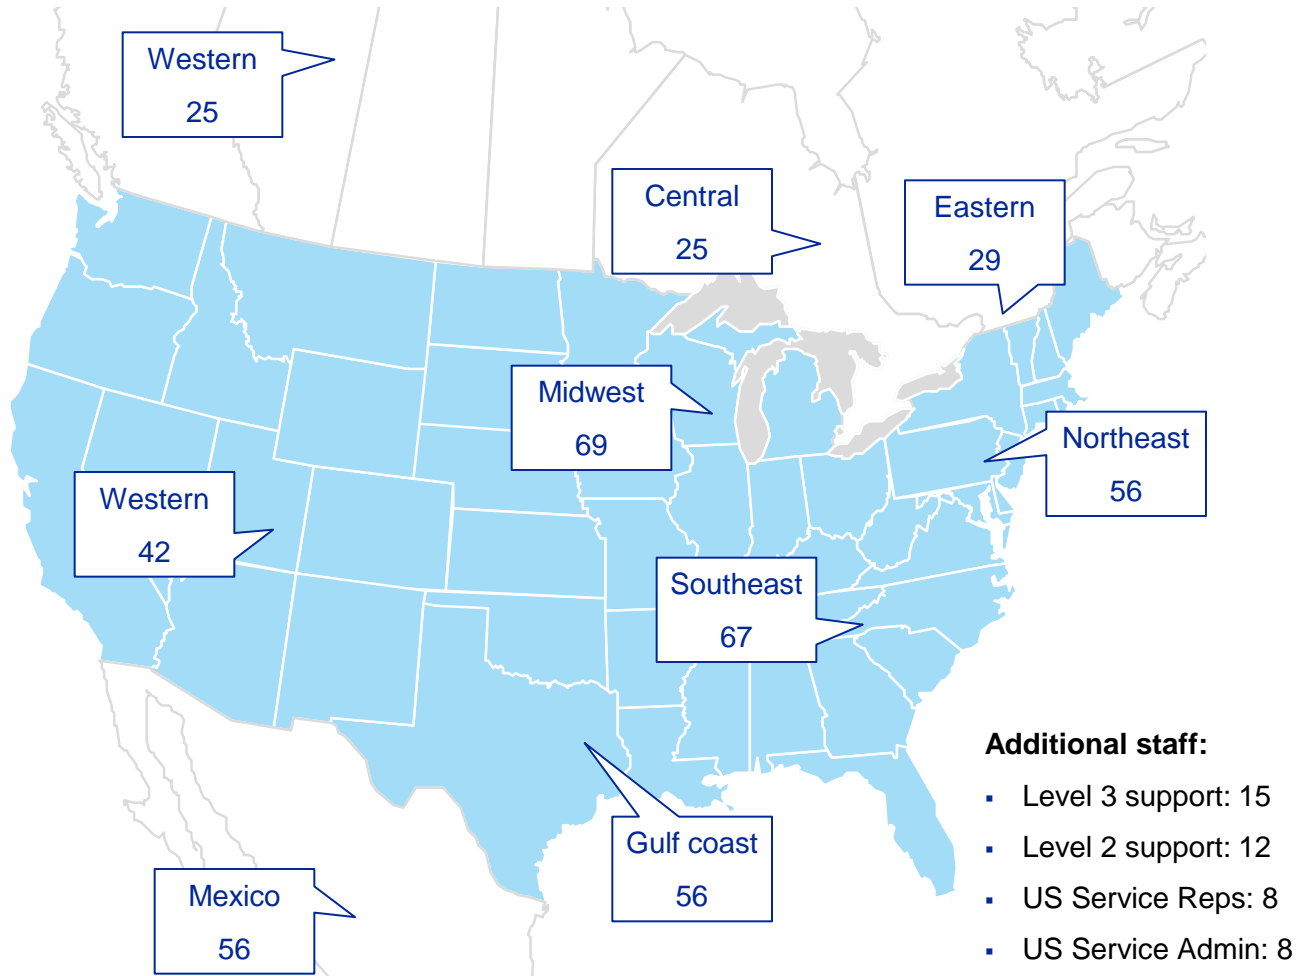 Western
25
Central
25
Eastern
29
Midwest
69
Northeast
56
Western
42
Southeast
67
Gulf coast
56
Mexico
56
Additional staff:
▪ Level 3 support: 15
▪ Level 2 support: 12
▪ US Service Reps: 8
▪ US Service Admin: 8